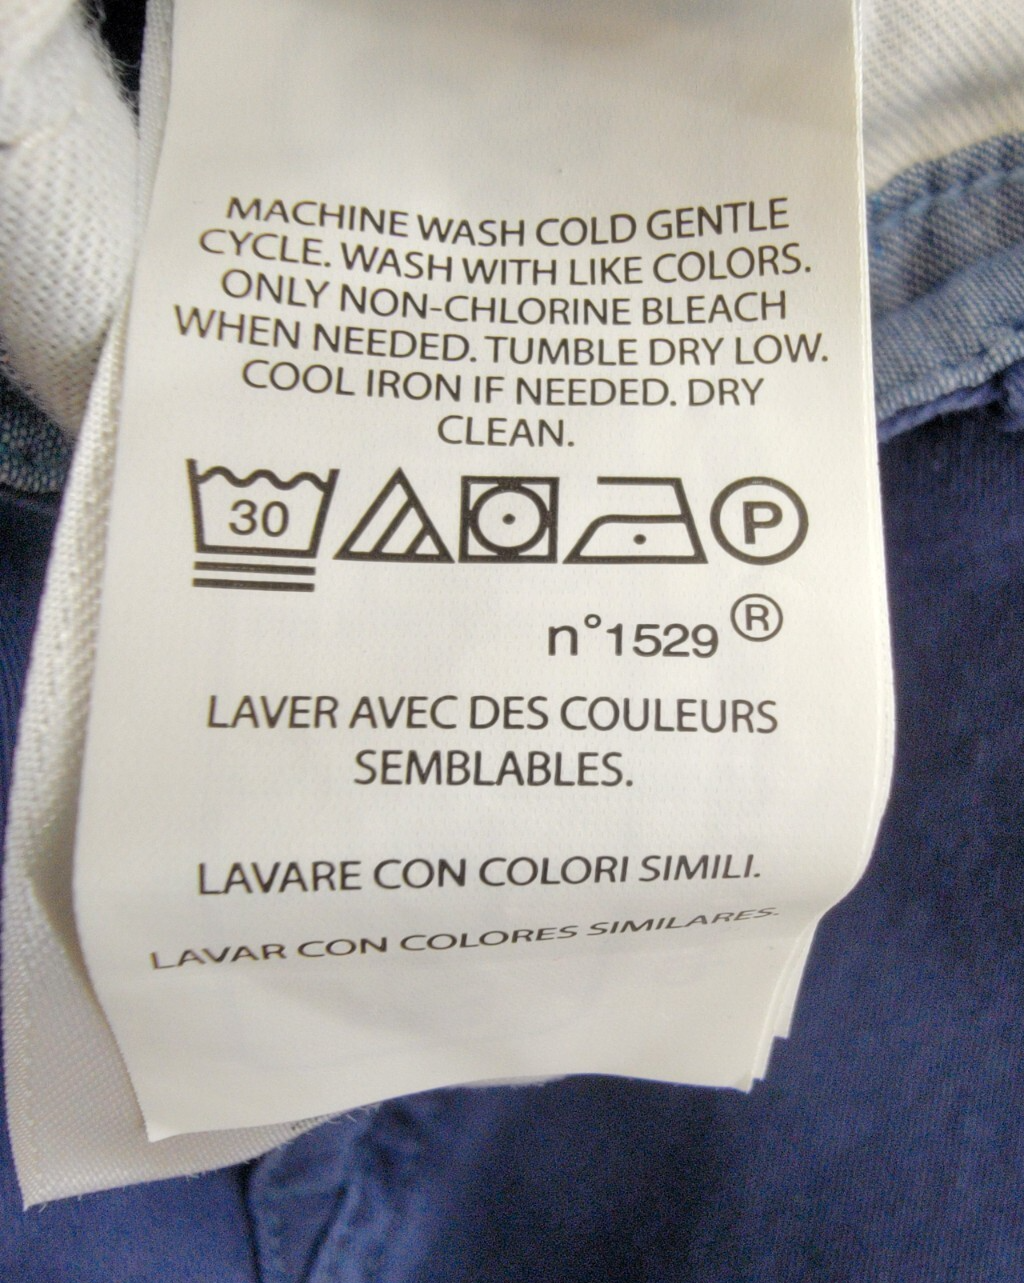 MACHINE WASH COLD GENTLE
CYCLE. WASH WITH LIKE COLORS.
ONLY NON-CHLORINE BLEACH
WHEN NEEDED. TUMBLE DRY LOW.
COOL IRON IF NEEDED. DRY
CLEAN.
30 P
n°1529 ®
LAVER AVEC DES COULEURS
SEMBLABLES.
LAVARE CON COLORI SIMILI.
LAVAR CON COLORES SIMILARES.